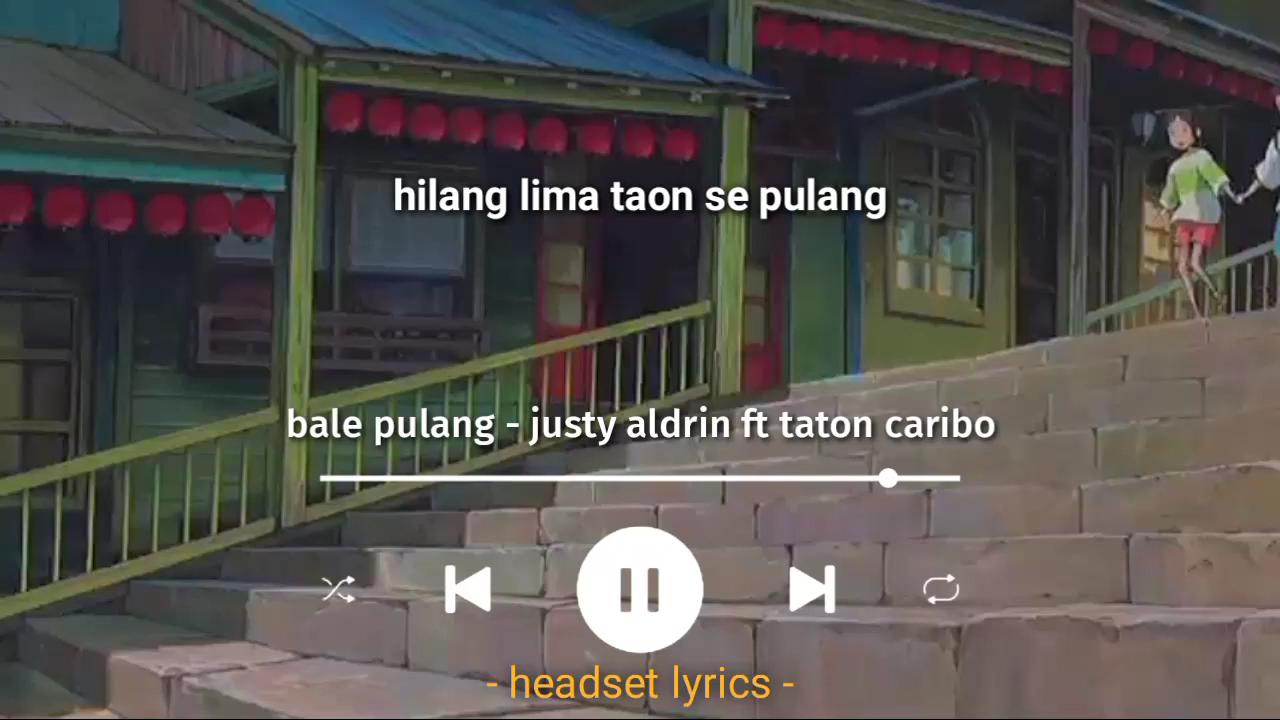 hilang lima taon se pulang
bale pulang - justy aldrin ft taton caribo
- headset lyrics -